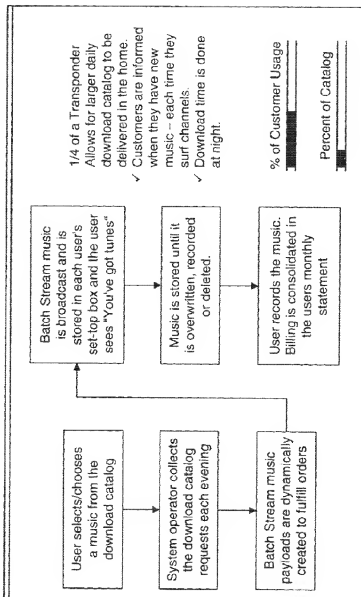 User selects/chooses
a music from the
download catalog
System operator collects
the download catalog
requests each evening
Batch Stream music
payloads are dynamically
created to fulfill orders
Batch Stream music
is broadcast and is
stored in each user's
set-top box and the user
sees "You've got tunes"
Music is stored until it
is overwritten, recorded
or deleted.
User records the music.
Billing is consolidated in
the users monthly
statement
1/4 of a Transponder
Allows for larger daily
download catalog to be
delivered in the home.
✓ Customers are informed
when they have new
music – each time they
surf channels.
✓ Download time is done
at night.
% of Customer Usage
Percent of Catalog